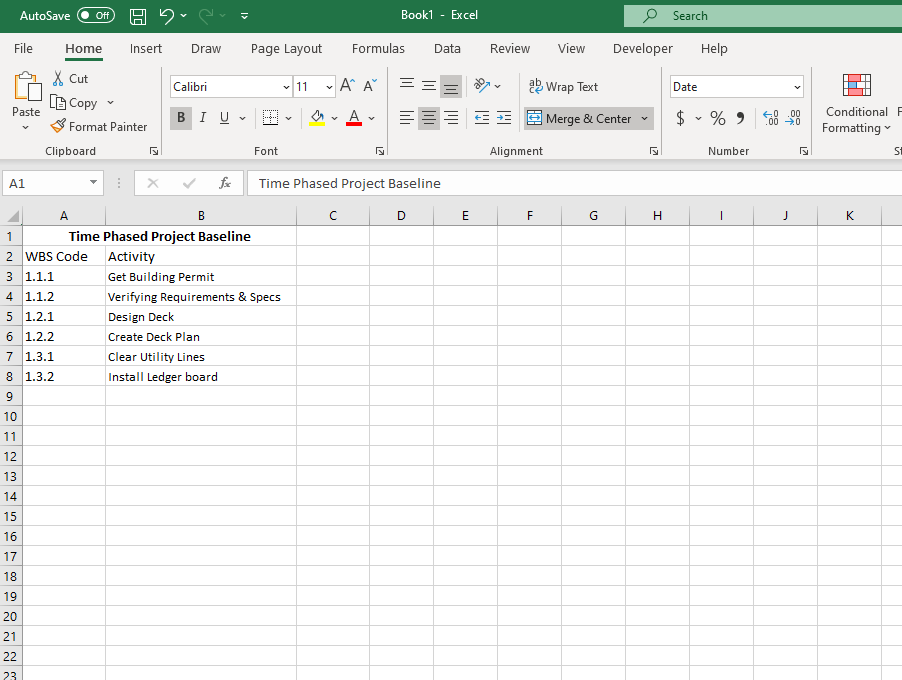 AutoSave Off Book1 - Excel Search
File Home Insert Draw Page Layout Formulas Data Review View Developer Help
Paste Cut Copy Format Painter
Clipboard
Calibri 11 A A
B I U A
Font
ab Wrap Text
Merge & Center
Alignment
Date
$ % 9 .00 .00
Number
Conditional
Formatting
A1 fx Time Phased Project Baseline
A B C D E F G H I J K
1 Time Phased Project Baseline
2 WBS Code Activity
3 1.1.1 Get Building Permit
4 1.1.2 Verifying Requirements & Specs
5 1.2.1 Design Deck
6 1.2.2 Create Deck Plan
7 1.3.1 Clear Utility Lines
8 1.3.2 Install Ledger board
9
10
11
12
13
14
15
16
17
18
19
20
21
22
23